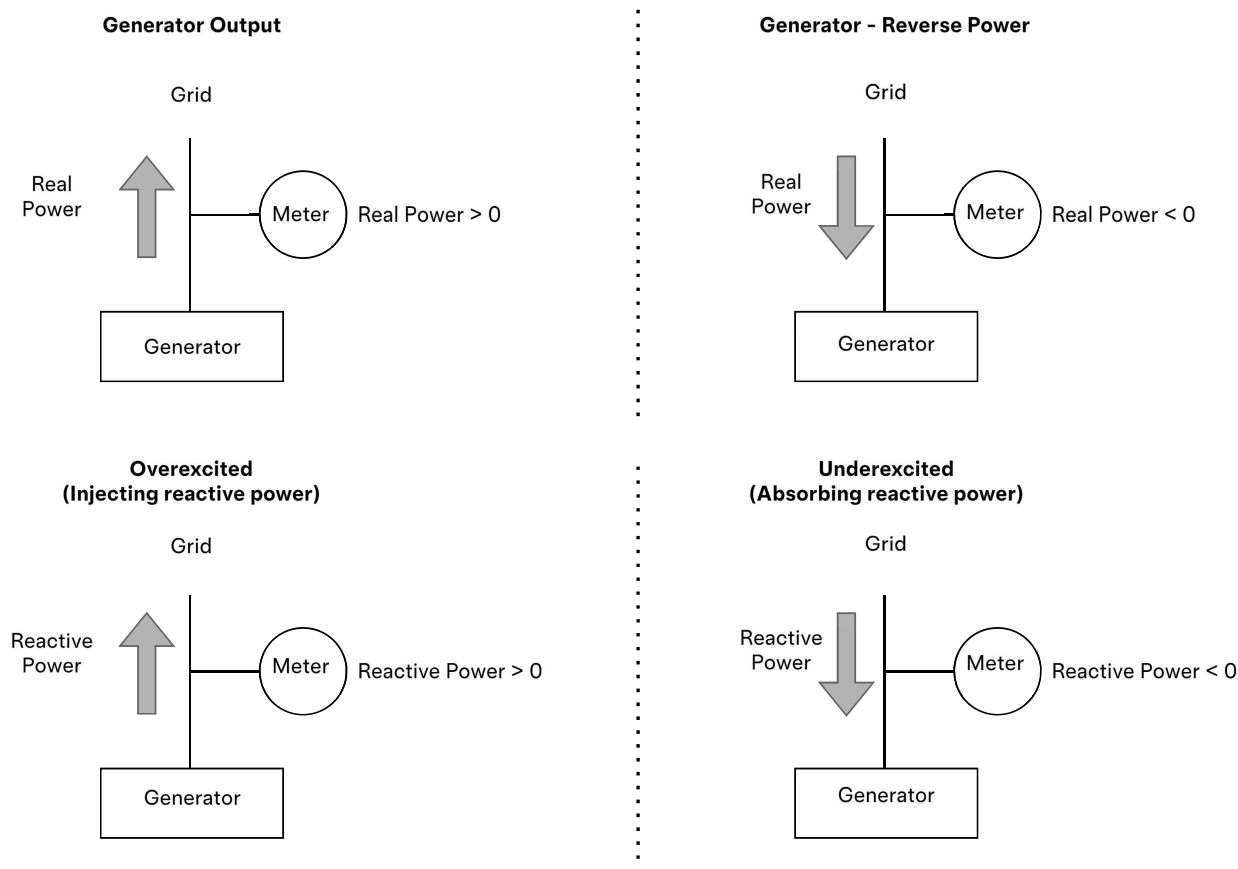 Generator Output
Grid
Real
Power
Meter
Real Power > 0
Generator
Generator - Reverse Power
Grid
Real
Power
Meter
Real Power < 0
Generator
Overexcited
(Injecting reactive power)
Grid
Reactive
Power
Meter
Reactive Power > 0
Generator
Underexcited
(Absorbing reactive power)
Grid
Reactive
Power
Meter
Reactive Power < 0
Generator